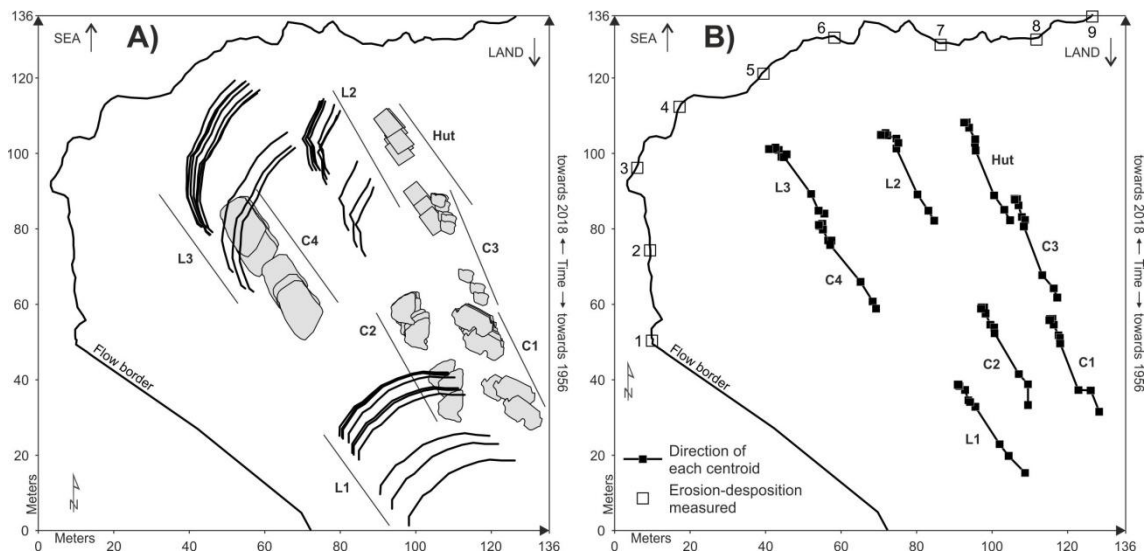 136
SEA
A)
LAND
120
L2
Hut
100
C4
80
C3
L3
60
C2
C1
Flow border
40
20
L1
Meters
N
0
0 20 40 60 80 100 120 136
Meters
towards 2018 ← Time → towards 1956
136
SEA
B)
6 7 8 9
LAND
5
120
4
100
3
Hut
L3
L2
80
2
C3
C4
60
1
C2
C1
Flow border
40
N
L1
20
Direction of
each centroid
Erosion-desposition
measured
Meters
0
0 20 40 60 80 100 120 136
Meters
towards 2018 ← Time → towards 1956